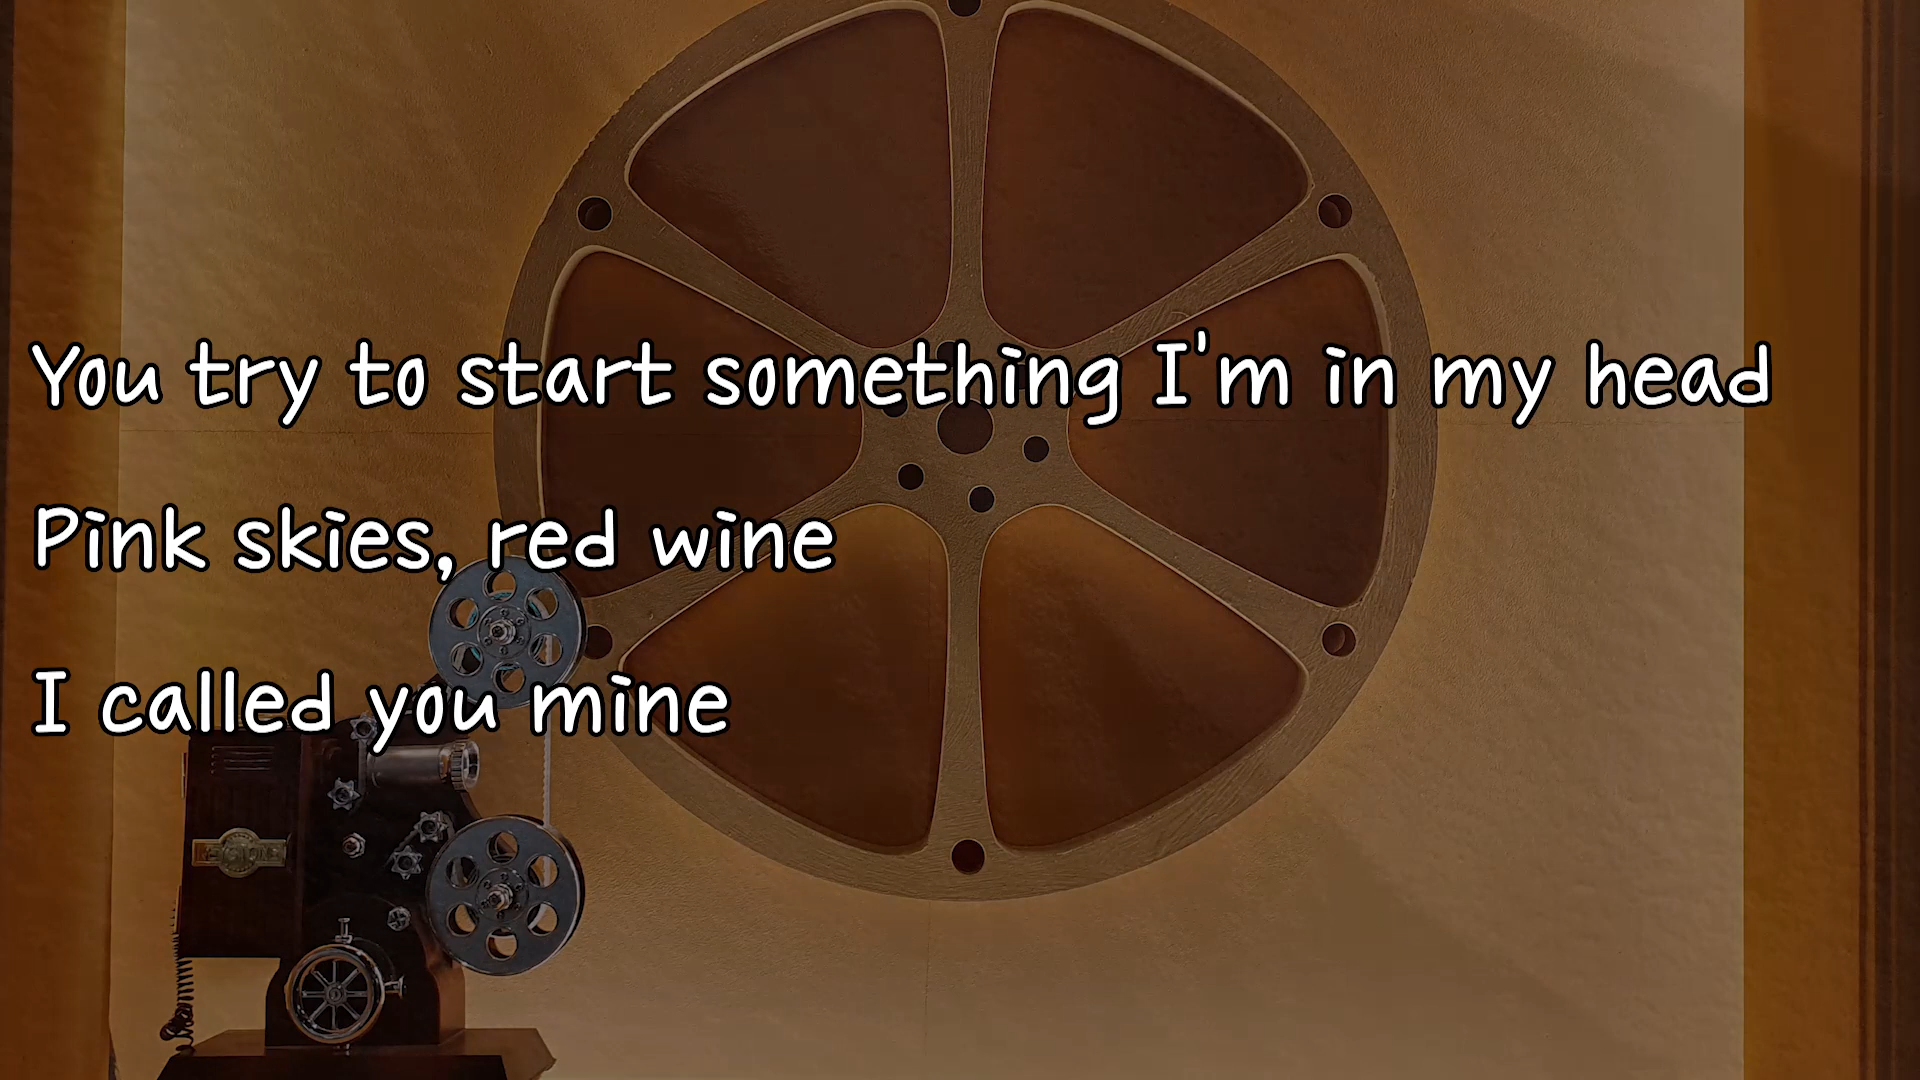 You try to start something I'm in my head
Pink skies, red wine
I called you mine